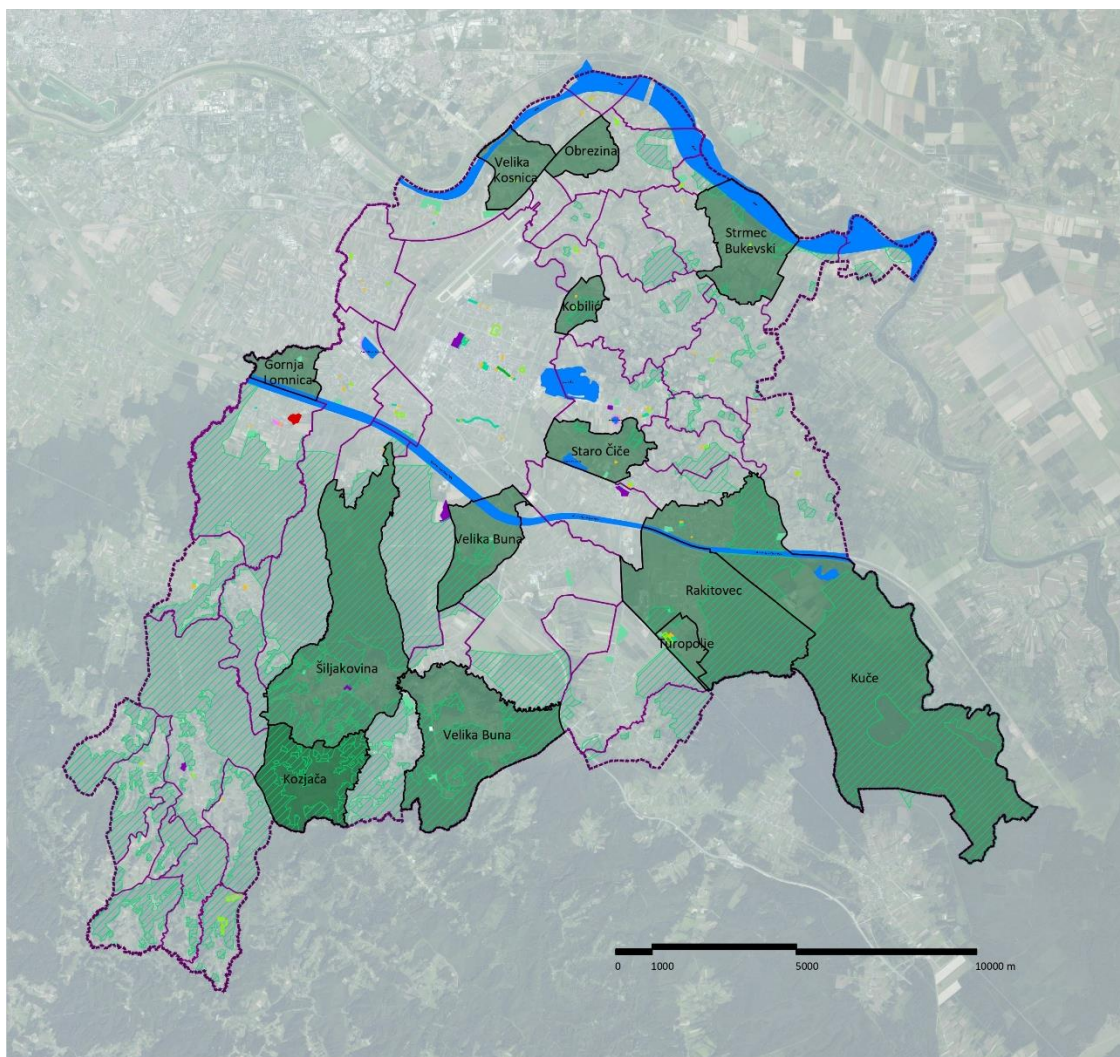 Obrezina
Velika
Kosnica
Strmec
Bukevski
Kobilić
Gornja
Lomnica
Staro Čiče
Velika Buna
Rakitovec
Turopolje
Šiljakovina
Kuče
Velika Buna
Kozjača
0 1000 5000 10000 m